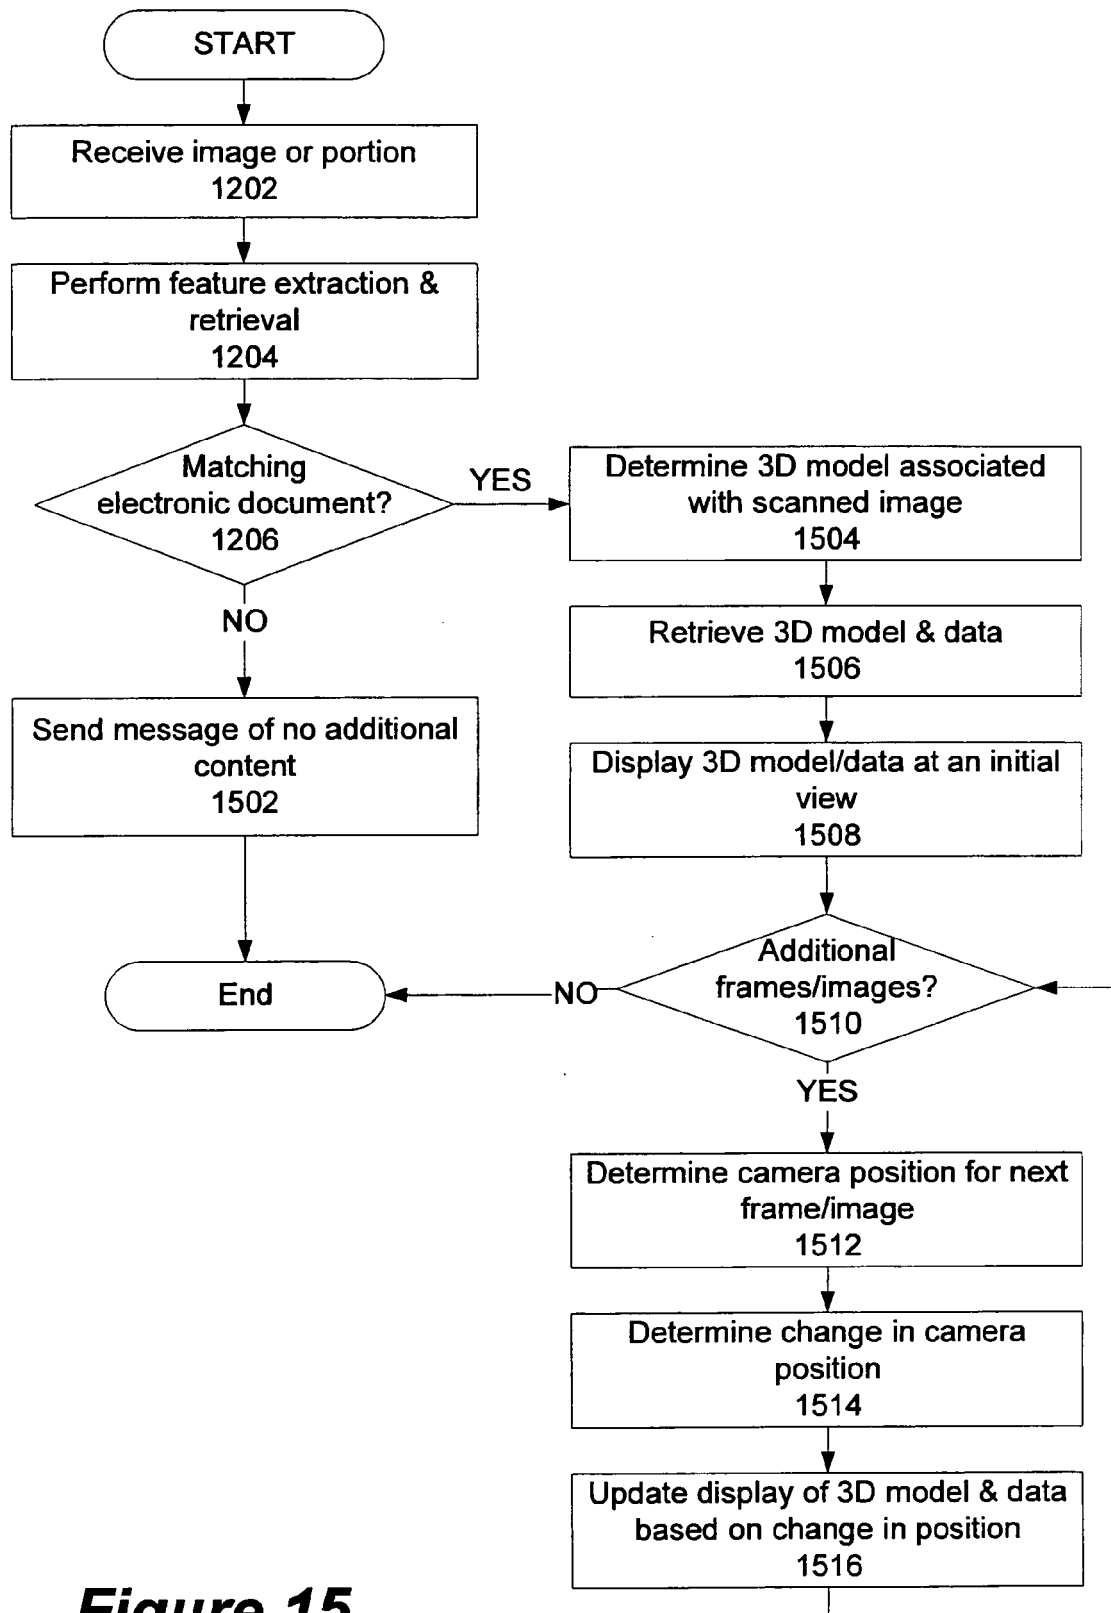 START
Receive image or portion
1202
Perform feature extraction &
retrieval
1204
Matching
electronic document?
1206
YES
NO
Send message of no additional
content
1502
End
Determine 3D model associated
with scanned image
1504
Retrieve 3D model & data
1506
Display 3D model/data at an initial
view
1508
Additional
frames/images?
1510
NO
YES
Determine camera position for next
frame/image
1512
Determine change in camera
position
1514
Update display of 3D model & data
based on change in position
1516
Figure 15